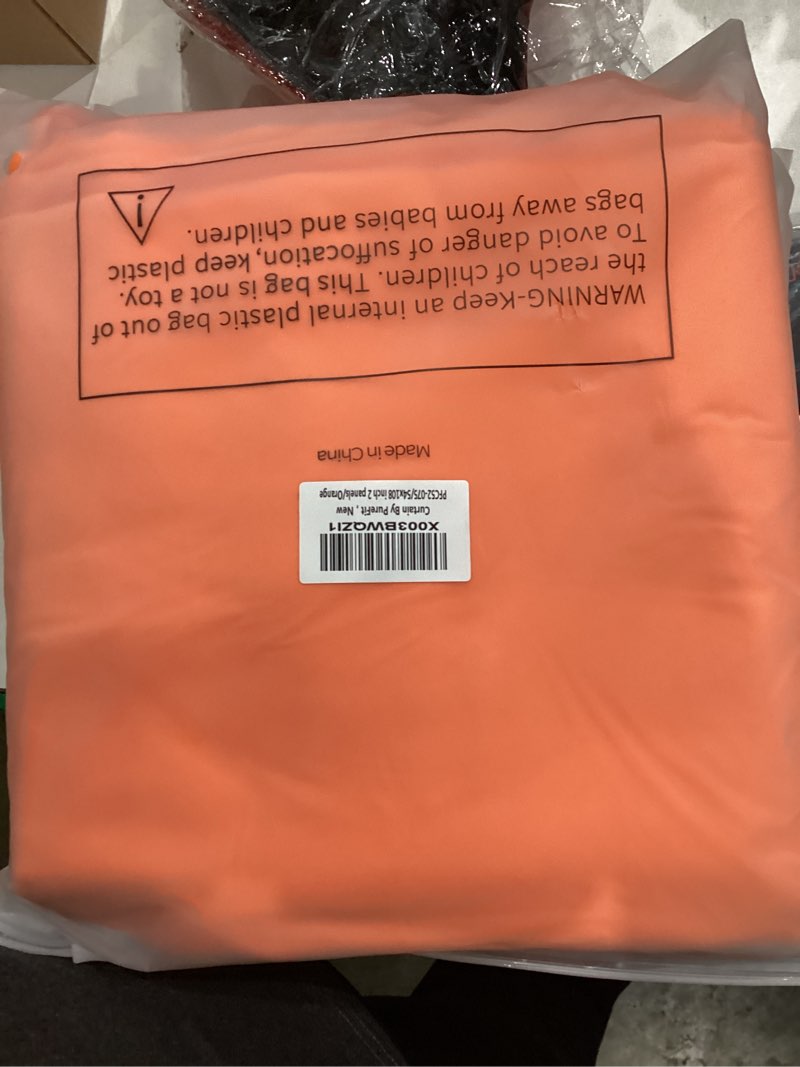 WARNING-Keep an internal plastic bag out of
the reach of children. This bag is not a toy.
To avoid danger of suffocation, keep plastic
bags away from babies and children.
Made in China
X003BWQZI1
Curtain By PureFit, New
PFCS2-075/54x108 inch 2 panels/Orange